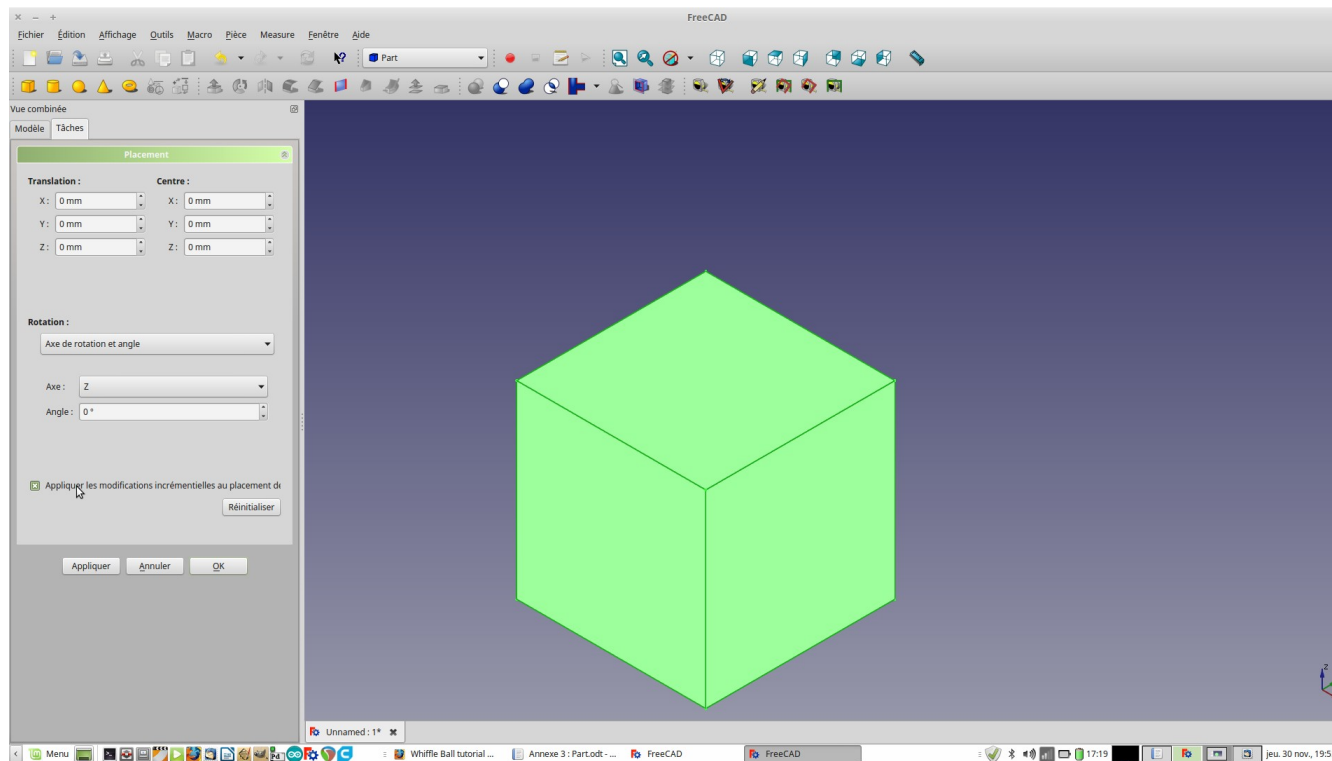 FreeCAD
Fichier Édition Affichage Outils Macro Pièce Measure Fenêtre Aide
Part
Vue combinée
Modèle Tâches
Placement
Translation : Centre :
X : 0 mm X : 0 mm
Y : 0 mm Y : 0 mm
Z : 0 mm Z : 0 mm
Rotation :
Axe de rotation et angle
Axe : Z
Angle : 0 °
Appliquer les modifications incrémentielles au placement de
Réinitialiser
Appliquer Annuler OK
Z
Unnamed : 1*
Menu Pd Whiffle Ball tutorial ... Annexe 3 : Part.odt - ... FreeCAD FreeCAD 17:19 jeu. 30 nov., 19:5